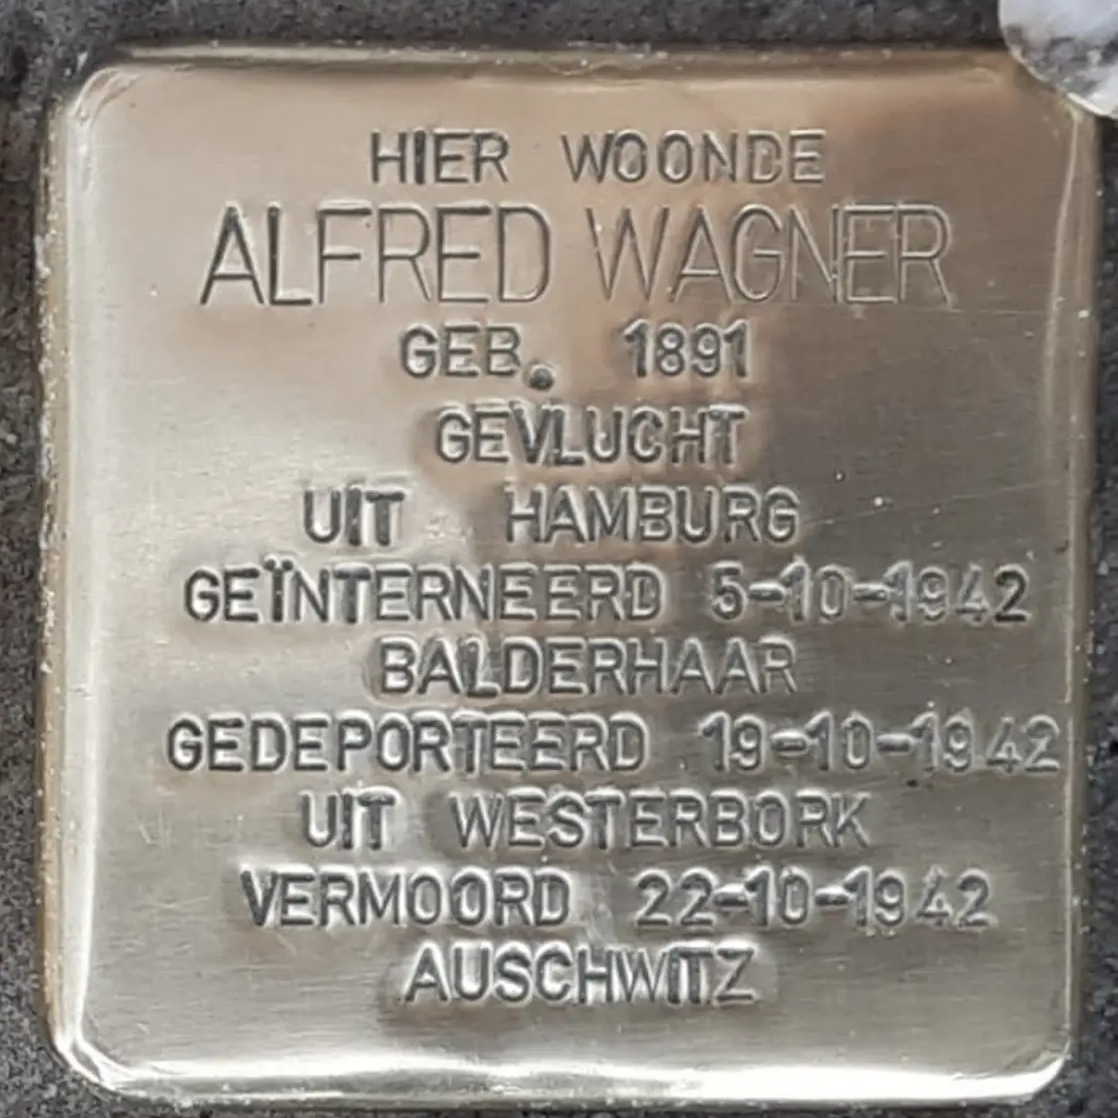 HIER WOONDE
ALFRED WAGNER
GEB. 1891
GEVLUCHT
UIT HAMBURG
GEÏNTERNEERD 5-10-1942
BALDERHAAR
GEDEPORTEERD 19-10-1942
UIT WESTERBORK
VERMOORD 22-10-1942
AUSCHWITZ